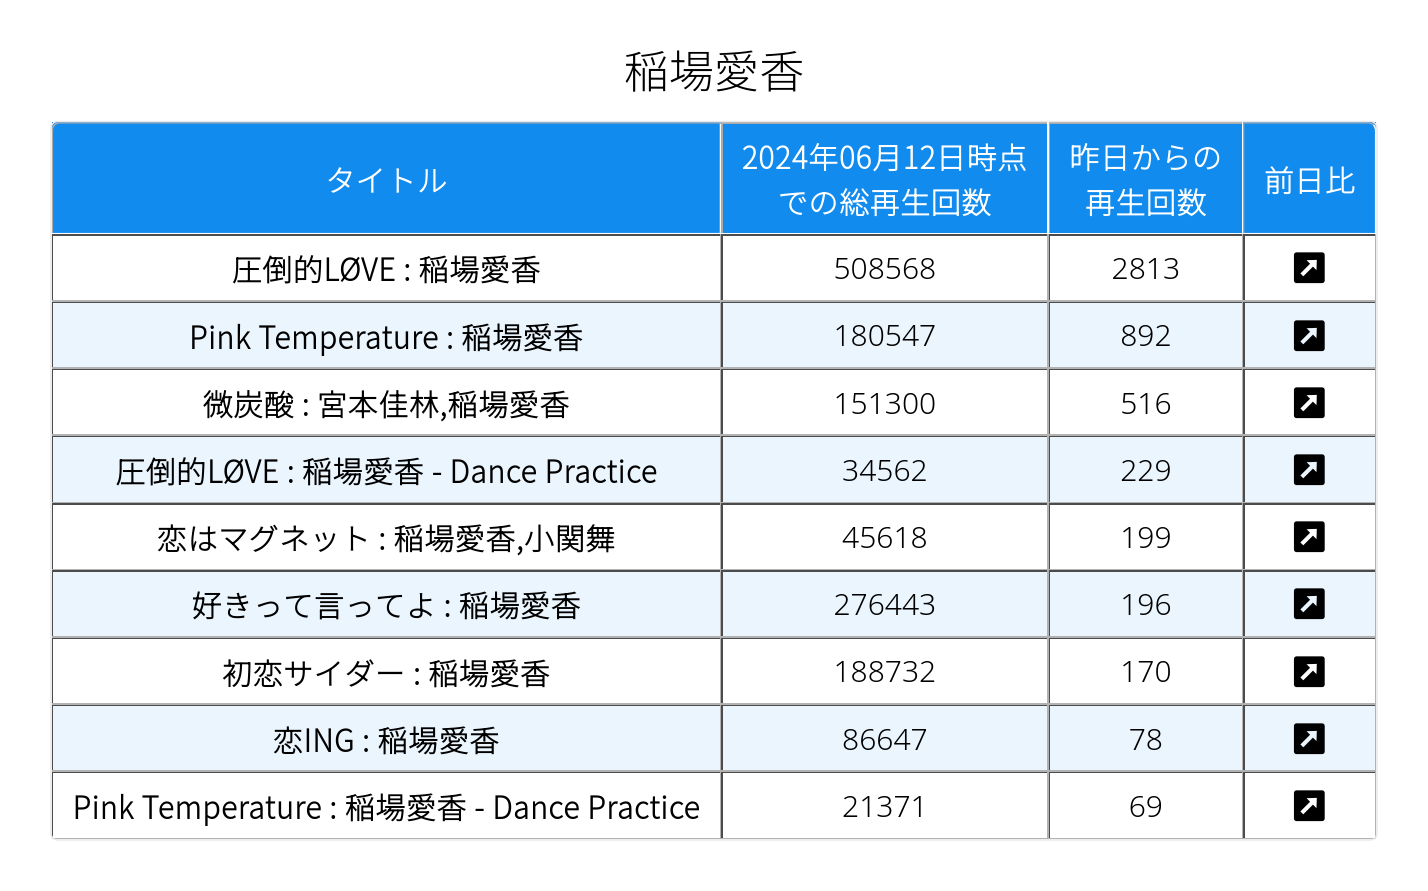 稲場愛香
タイトル
2024年06月12日時点
での総再生回数
昨日からの
再生回数
前日比
圧倒的LØVE : 稲場愛香 508568 2813
Pink Temperature : 稲場愛香 180547 892
微炭酸 : 宮本佳林,稲場愛香 151300 516
圧倒的LØVE : 稲場愛香 - Dance Practice 34562 229
恋はマグネット : 稲場愛香,小関舞 45618 199
好きって言ってよ : 稲場愛香 276443 196
初恋サイダー : 稲場愛香 188732 170
恋ING : 稲場愛香 86647 78
Pink Temperature : 稲場愛香 - Dance Practice 21371 69